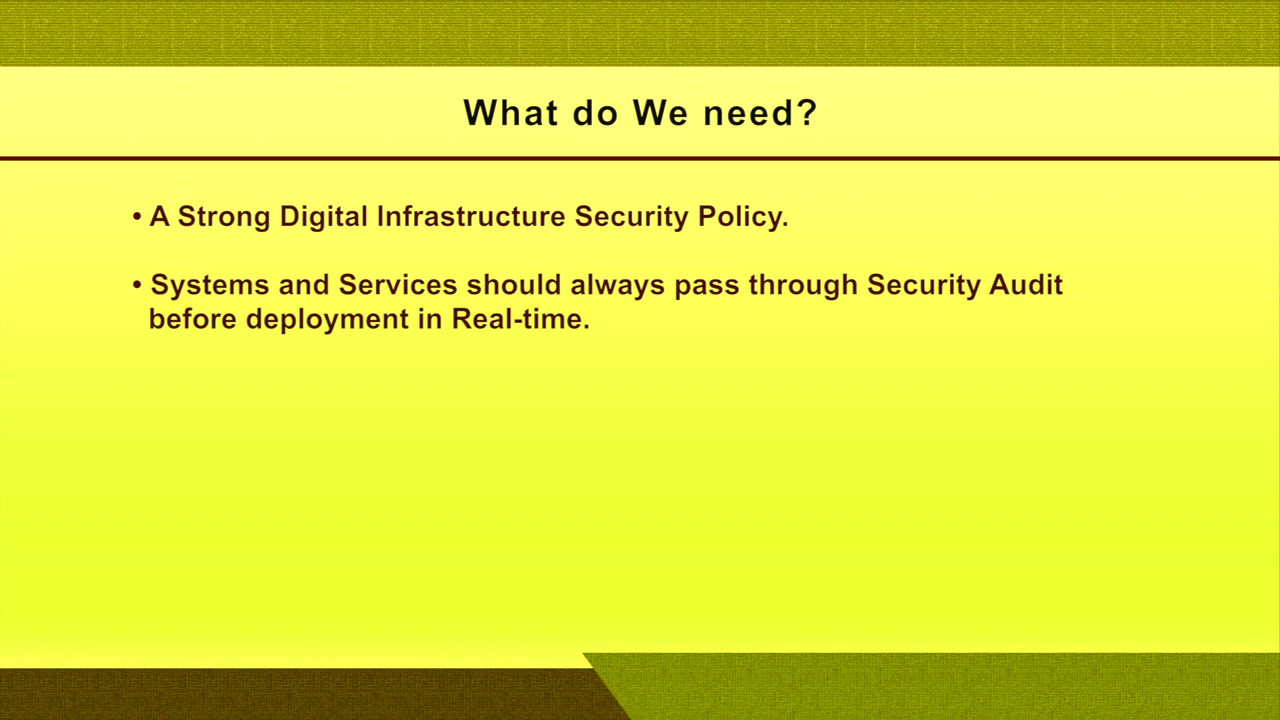 What do We need?
• A Strong Digital Infrastructure Security Policy.
• Systems and Services should always pass through Security Audit
before deployment in Real-time.